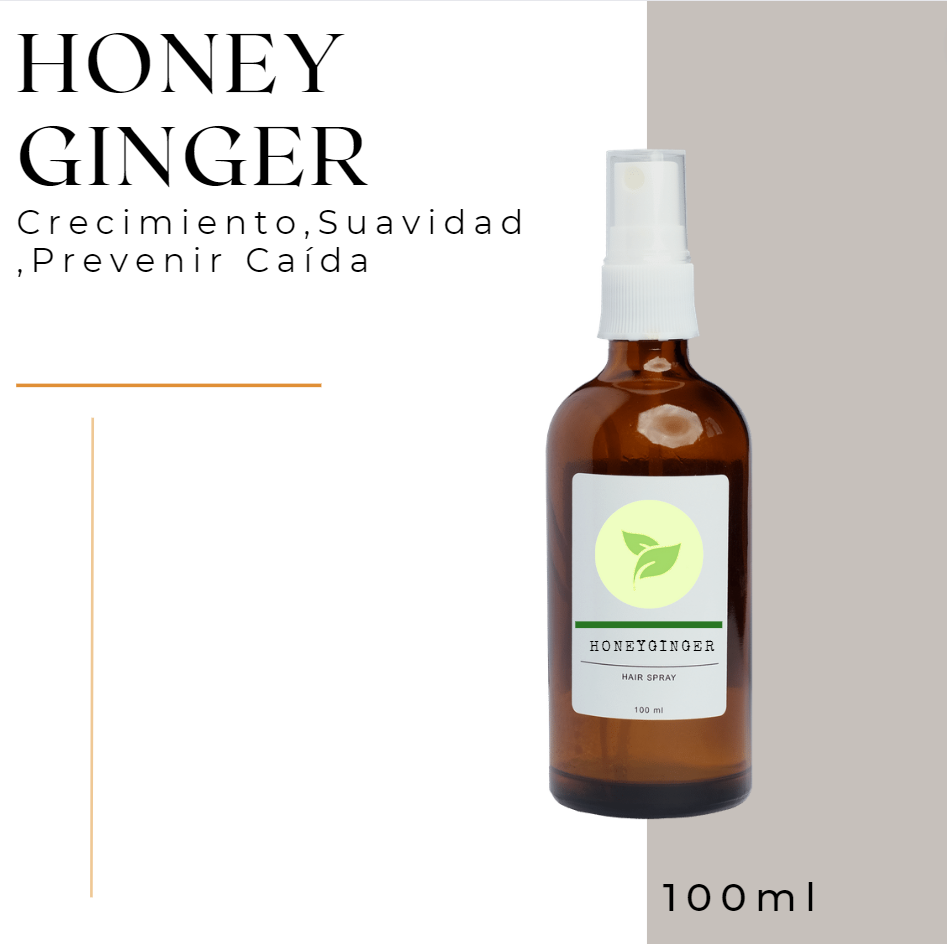 HONEY
GINGER
Crecimiento,Suavidad
,Prevenir Caída
HONEYGINGER
HAIR SPRAY
100 ml
100ml